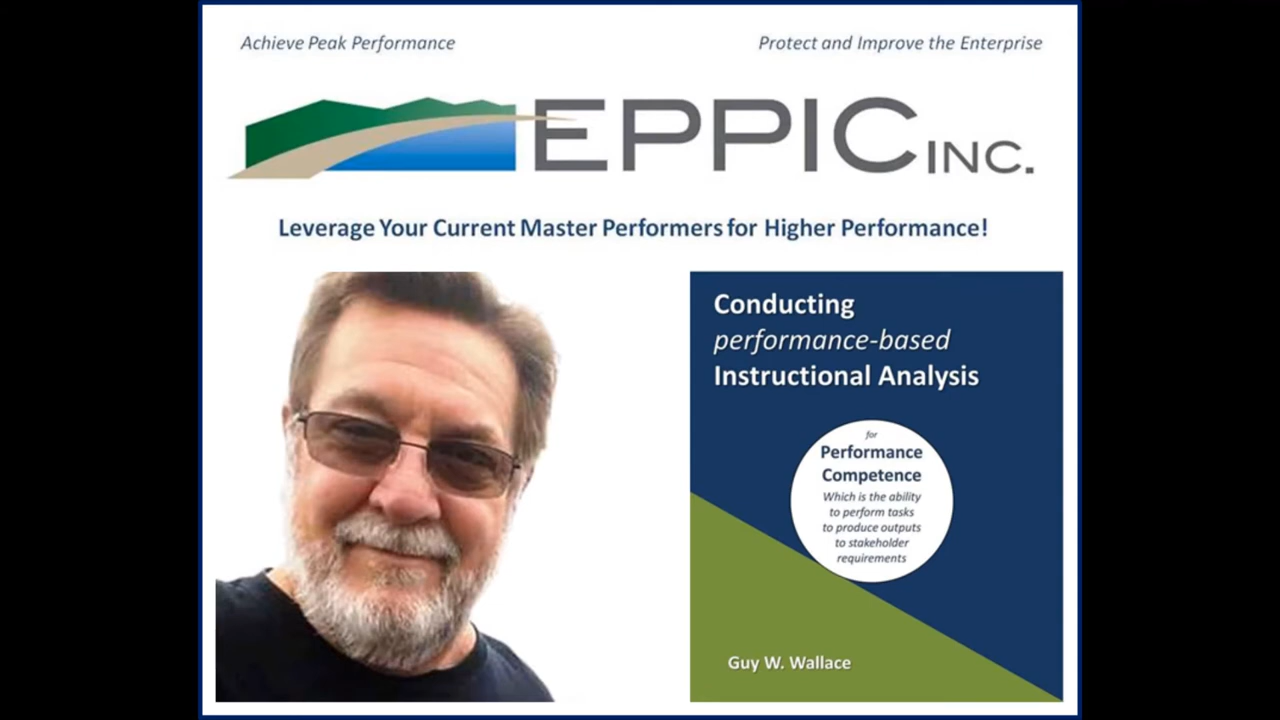 Achieve Peak Performance
Protect and Improve the Enterprise
EPPIC INC.
Leverage Your Current Master Performers for Higher Performance!
Conducting
performance-based
Instructional Analysis
for
Performance
Competence
Which is the ability
to perform tasks
to produce outputs
to stakeholder
requirements
Guy W. Wallace